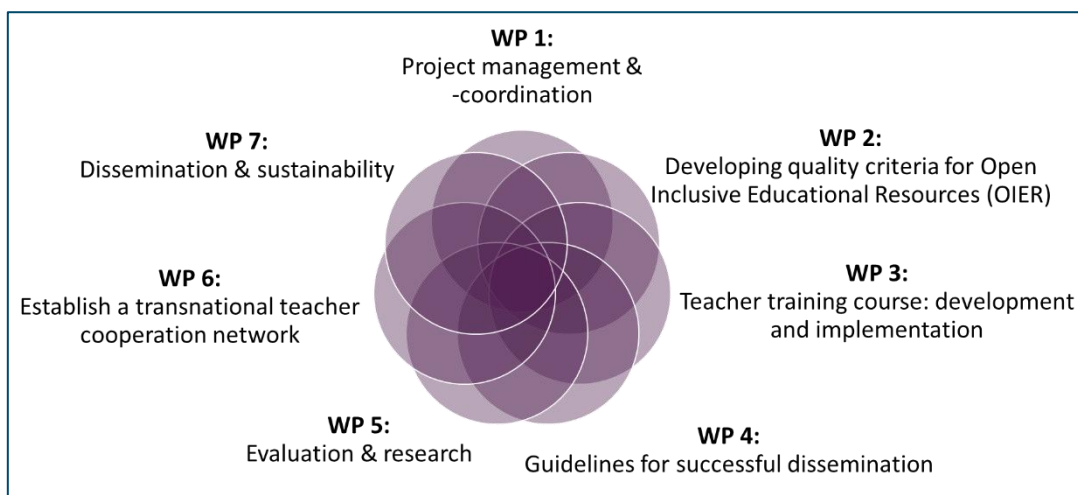 WP 1:
Project management &
-coordination
WP 2:
Developing quality criteria for Open
Inclusive Educational Resources (OIER)
WP 3:
Teacher training course: development
and implementation
WP 4:
Guidelines for successful dissemination
WP 5:
Evaluation & research
WP 6:
Establish a transnational teacher
cooperation network
WP 7:
Dissemination & sustainability